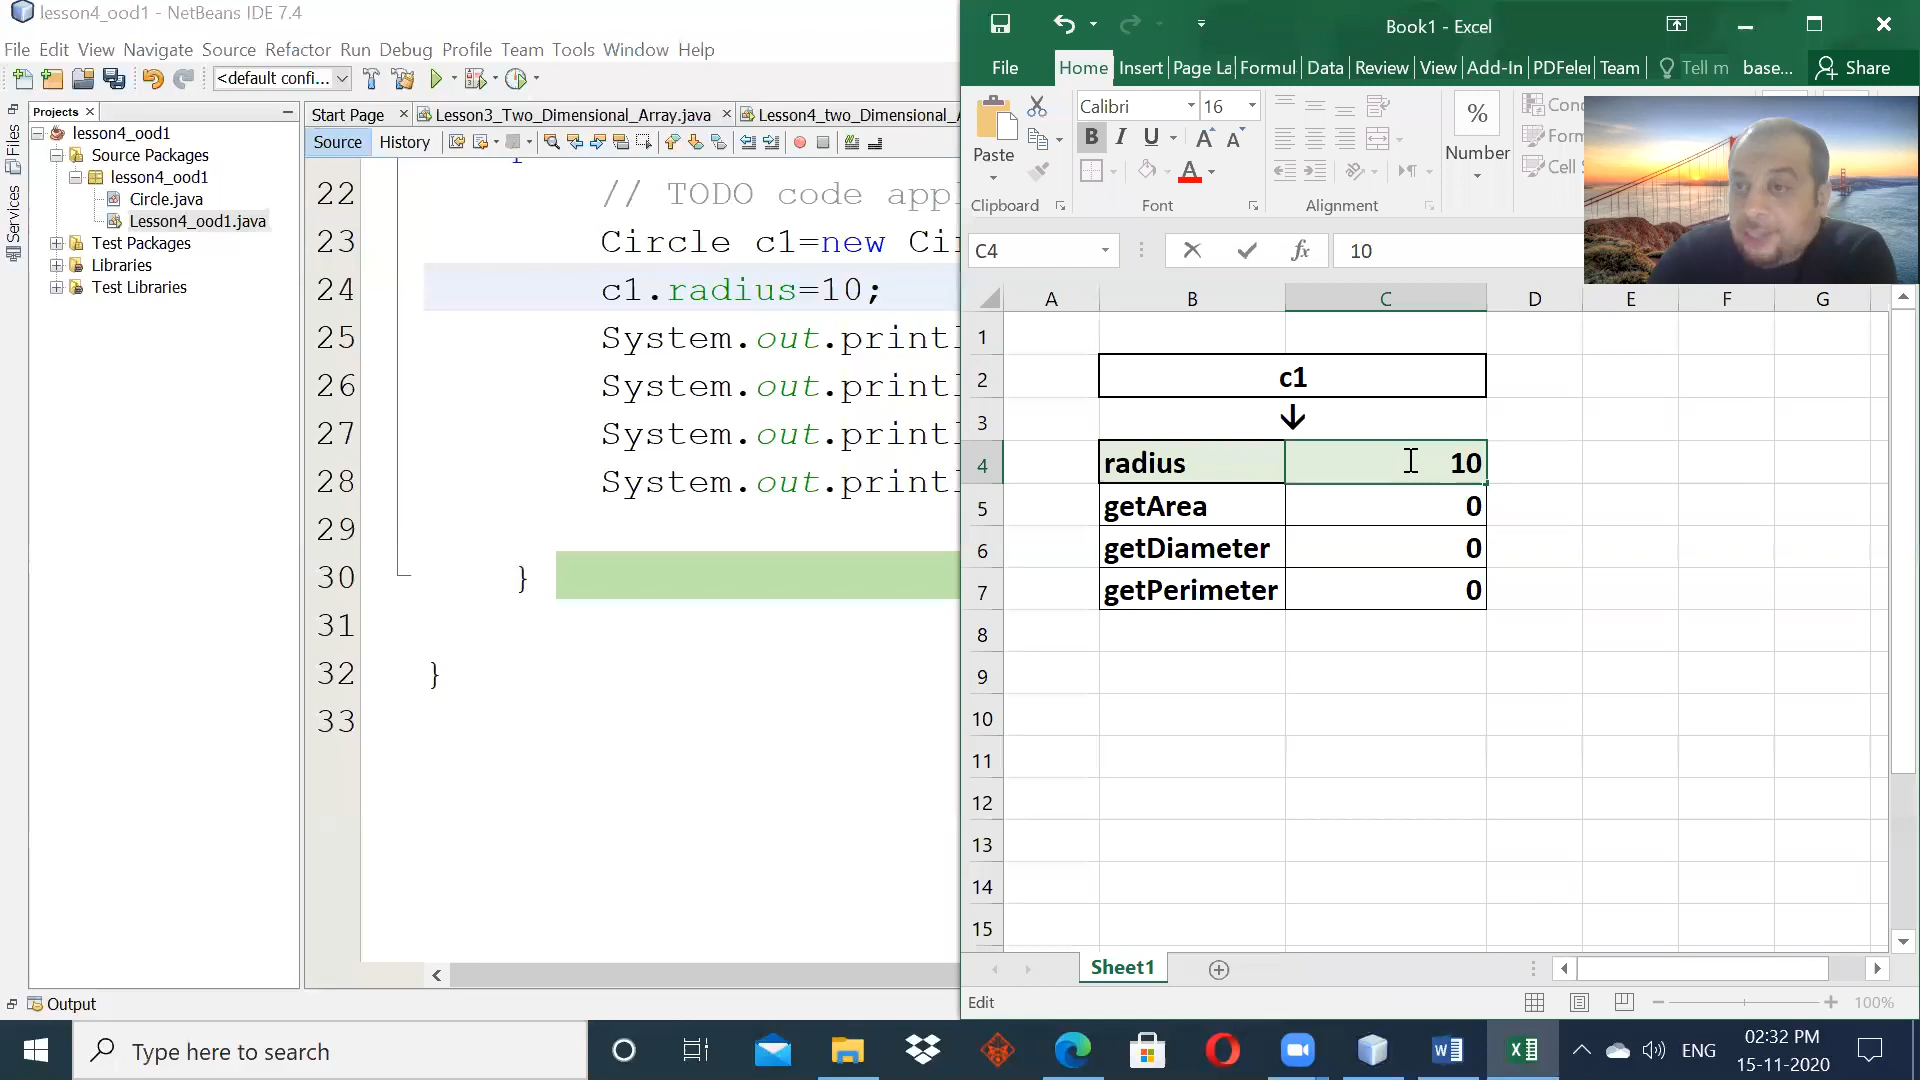 lesson4_ood1 - NetBeans IDE 7.4
File Edit View Navigate Source Refactor Run Debug Profile Team Tools Window Help
<default confi...
Projects
Files
Services
lesson4_ood1
Source Packages
lesson4_ood1
Circle.java
Lesson4_ood1.java
Test Packages
Libraries
Test Libraries
Start Page
Lesson3_Two_Dimensional_Array.java
Lesson4_two_Dimensional_
Source History
22 // TODO code app
23 Circle c1=new Ci
24 c1.radius=10;
25 System.out.print
26 System.out.print
27 System.out.print
28 System.out.print
29
30 }
31
32 }
33
Output
Book1 - Excel
File Home Insert Page La Formul Data Review View Add-In PDFelei Team Tell m base... Share
Paste
Clipboard
Calibri 16
B I U
Font
Alignment
%
Number
Conc
Form
Cell S
C4
fx
10
A B C D E F G
1
2 c1
3 ↓
4 radius 10
5 getArea 0
6 getDiameter 0
7 getPerimeter 0
8
9
10
11
12
13
14
15
Sheet1
Edit
100%
Type here to search
ENG
02:32 PM
15-11-2020